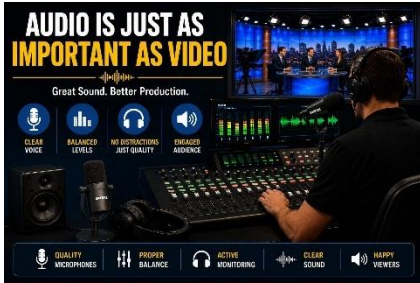 AUDIO IS JUST AS
IMPORTANT AS VIDEO
Great Sound. Better Production.
CLEAR
VOICE
BALANCED
LEVELS
NO DISTRACTIONS
JUST QUALITY
ENGAGED
AUDIENCE
QUALITY
MICROPHONES
PROPER
BALANCE
ACTIVE
MONITORING
CLEAR
SOUND
HAPPY
VIEWERS